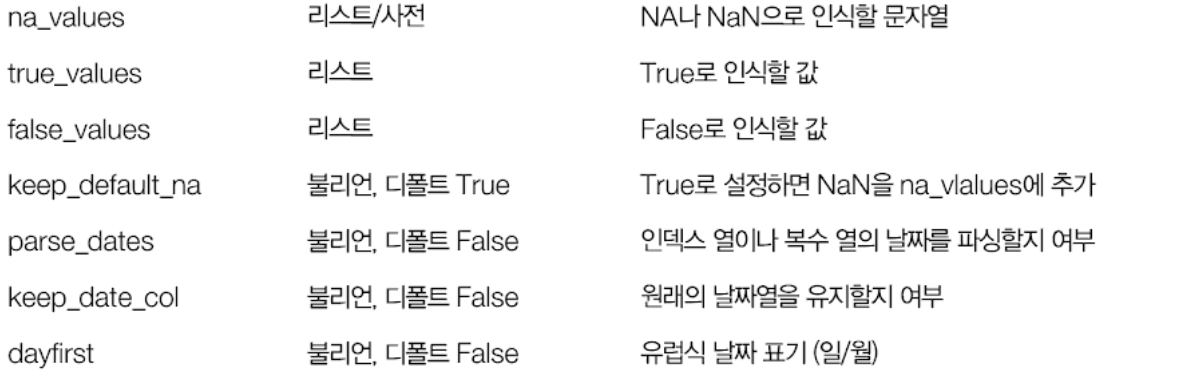 na_values 리스트/사전 NA나 NaN으로 인식할 문자열
true_values 리스트 True로 인식할 값
false_values 리스트 False로 인식할 값
keep_default_na 불리언, 디폴트 True True로 설정하면 NaN을 na_vlalues에 추가
parse_dates 불리언, 디폴트 False 인덱스 열이나 복수 열의 날짜를 파싱할지 여부
keep_date_col 불리언, 디폴트 False 원래의 날짜열을 유지할지 여부
dayfirst 불리언, 디폴트 False 유럽식 날짜 표기 (일/월)